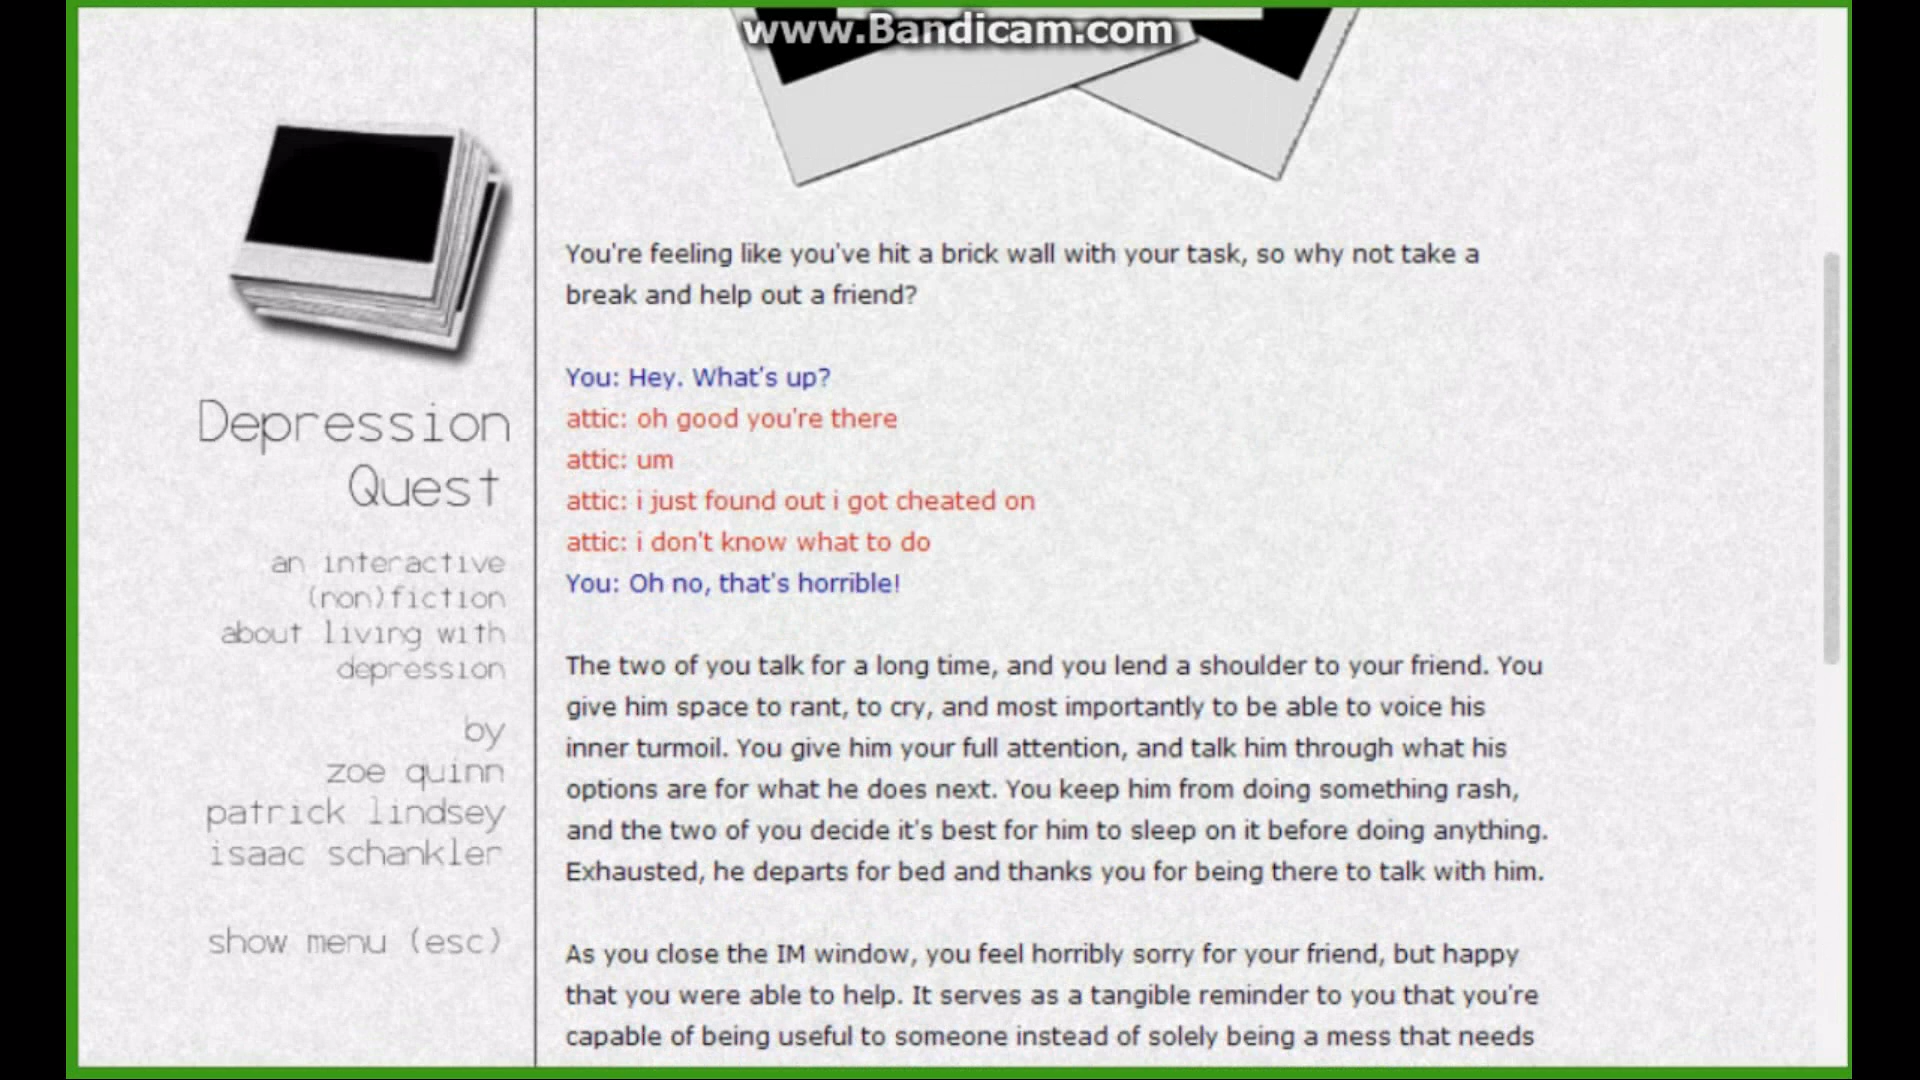 www.Bandicam.com
Depression
Quest
an interactive
(non)fiction
about living with
depression
by
zoe quinn
patrick lindsey
isaac schankler
show menu (esc)
You're feeling like you've hit a brick wall with your task, so why not take a
break and help out a friend?
You: Hey. What's up?
attic: oh good you're there
attic: um
attic: i just found out i got cheated on
attic: i don't know what to do
You: Oh no, that's horrible!
The two of you talk for a long time, and you lend a shoulder to your friend. You
give him space to rant, to cry, and most importantly to be able to voice his
inner turmoil. You give him your full attention, and talk him through what his
options are for what he does next. You keep him from doing something rash,
and the two of you decide it's best for him to sleep on it before doing anything.
Exhausted, he departs for bed and thanks you for being there to talk with him.
As you close the IM window, you feel horribly sorry for your friend, but happy
that you were able to help. It serves as a tangible reminder to you that you're
capable of being useful to someone instead of solely being a mess that needs